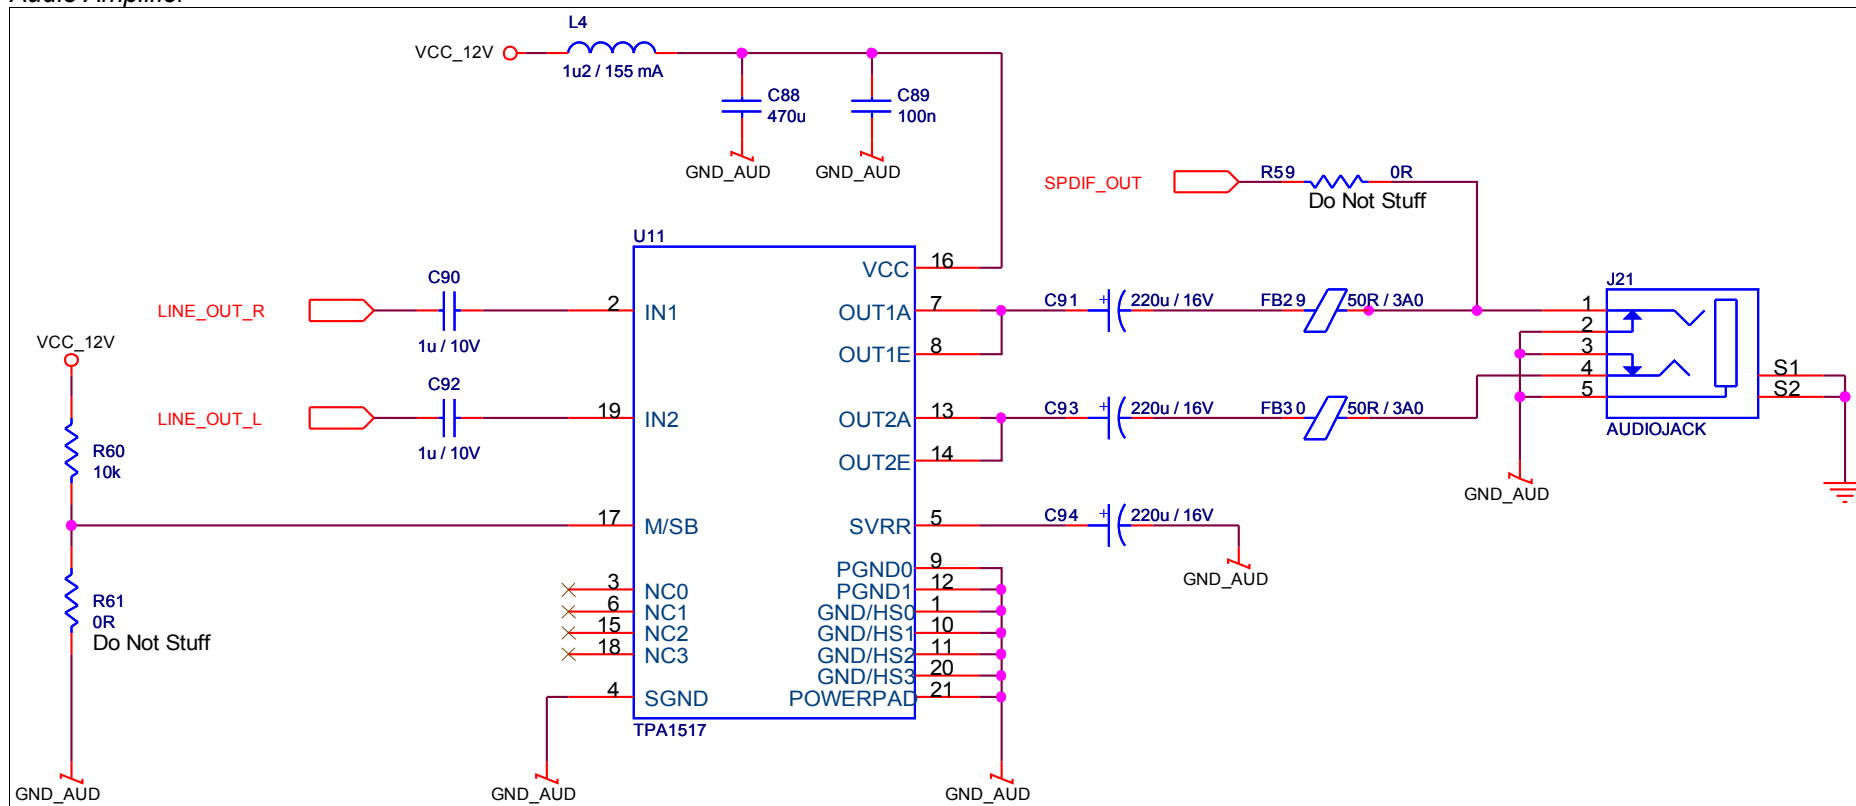 Audio Amplifier
L4
VCC_12V
1u2 / 155 mA
C88
470u
C89
100n
GND_AUD
GND_AUD
SPDIF_OUT
R59
0R
Do Not Stuff
U11
VCC
16
C90
LINE_OUT_R
1u / 10V
2
IN1
OUT1A
7
OUT1E
8
C91
+
220u / 16V
FB29
50R / 3A0
J21
1
2
3
4
5
S1
S2
AUDIOJACK
GND_AUD
VCC_12V
C92
LINE_OUT_L
1u / 10V
19
IN2
OUT2A
13
OUT2E
14
C93
+
220u / 16V
FB30
50R / 3A0
R60
10k
17
M/SB
SVRR
5
C94
+
220u / 16V
GND_AUD
R61
0R
Do Not Stuff
3
NC0
6
NC1
15
NC2
18
NC3
4
SGND
PGND0
9
PGND1
12
GND/HS0
1
GND/HS1
10
GND/HS2
11
GND/HS3
20
POWERPAD
21
TPA1517
GND_AUD
GND_AUD
GND_AUD